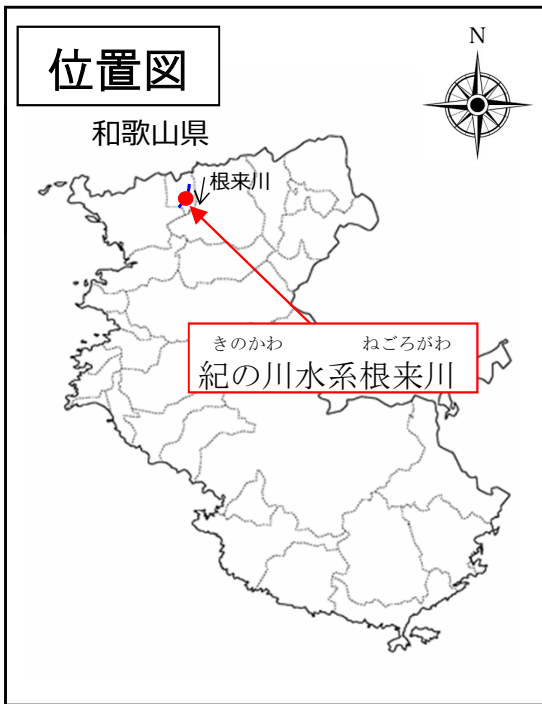 位置図
N
和歌山県
根来川
きのかわ ねごろがわ
紀の川水系根来川